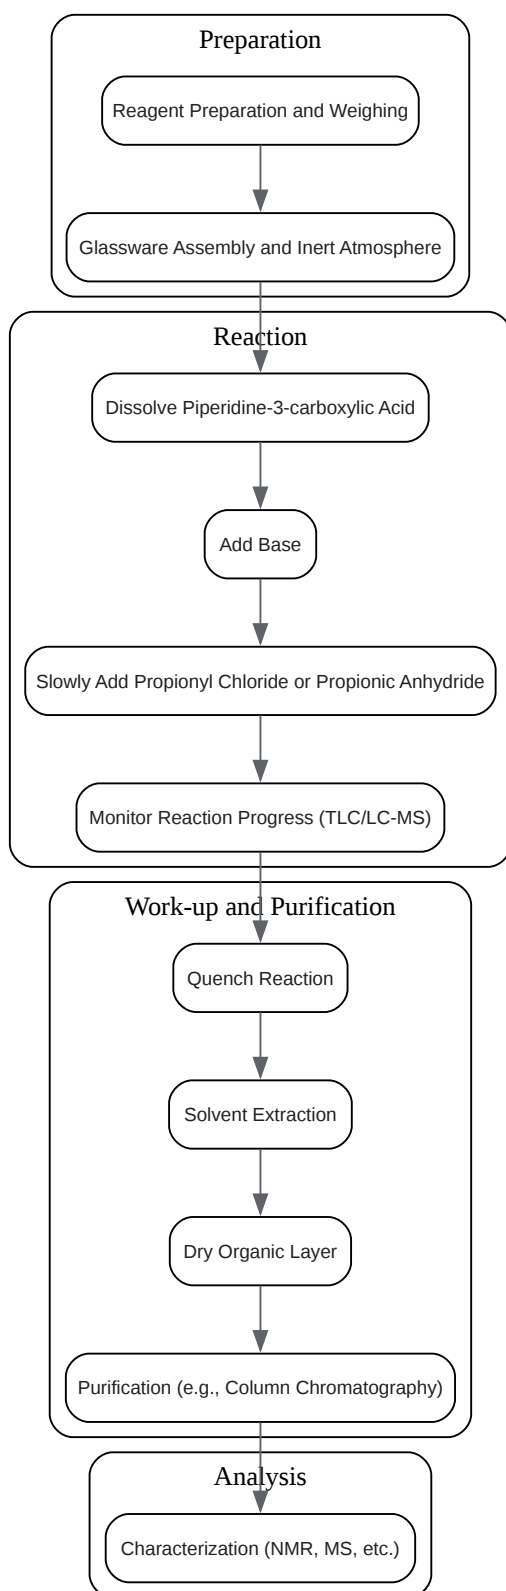 Preparation
Reagent Preparation and Weighing
Glassware Assembly and Inert Atmosphere
Reaction
Dissolve Piperidine-3-carboxylic Acid
Add Base
Slowly Add Propionyl Chloride or Propionic Anhydride
Monitor Reaction Progress (TLC/LC-MS)
Work-up and Purification
Quench Reaction
Solvent Extraction
Dry Organic Layer
Purification (e.g., Column Chromatography)
Analysis
Characterization (NMR, MS, etc.)